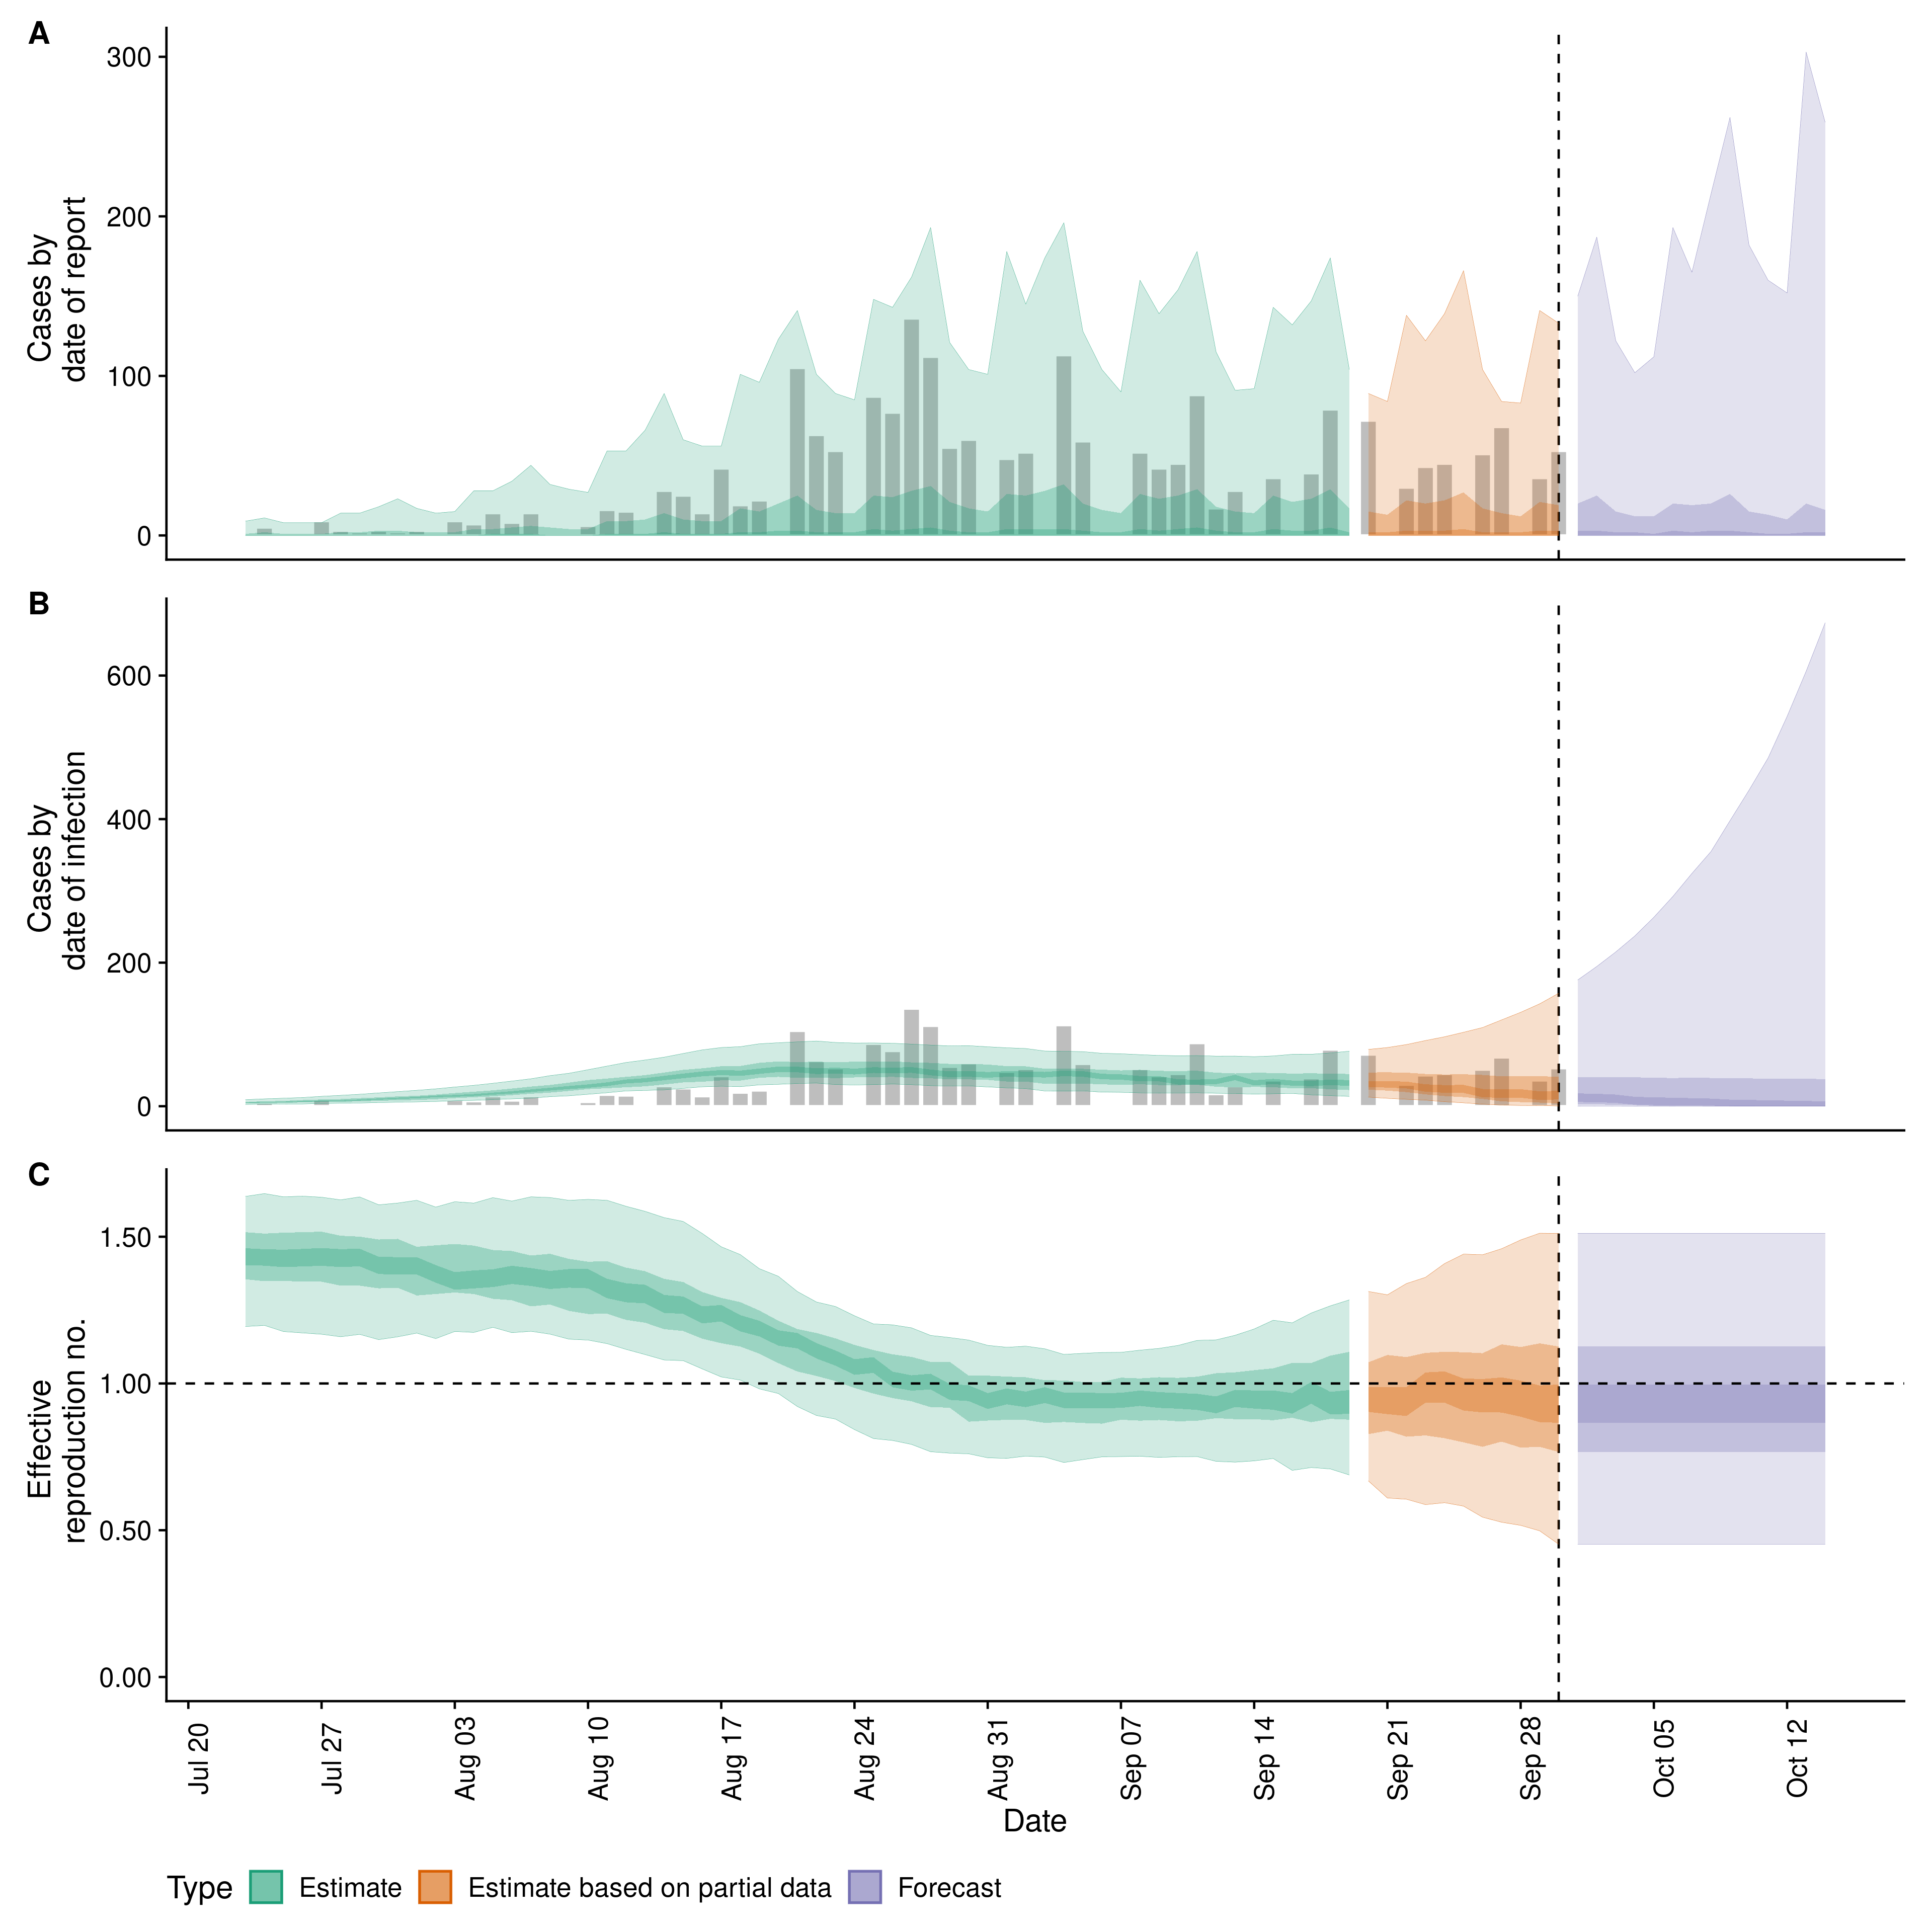 A
300
200
100
0
Cases by
date of report
B
600
400
200
0
Cases by
date of infection
C
1.50
1.00
0.50
0.00
Effective
reproduction no.
Jul 20
Jul 27
Aug 03
Aug 10
Aug 17
Aug 24
Aug 31
Sep 07
Sep 14
Sep 21
Sep 28
Oct 05
Oct 12
Date
Type Estimate Estimate based on partial data Forecast